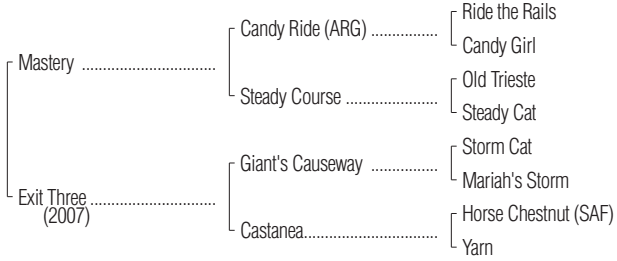 Ride the Rails
Candy Ride (ARG) ................
Candy Girl
Mastery ................................
Old Trieste
Steady Course ......................
Steady Cat
Storm Cat
Giant's Causeway ................
Mariah's Storm
Exit Three ..............................
(2007)
Horse Chestnut (SAF)
Castanea................................
Yarn